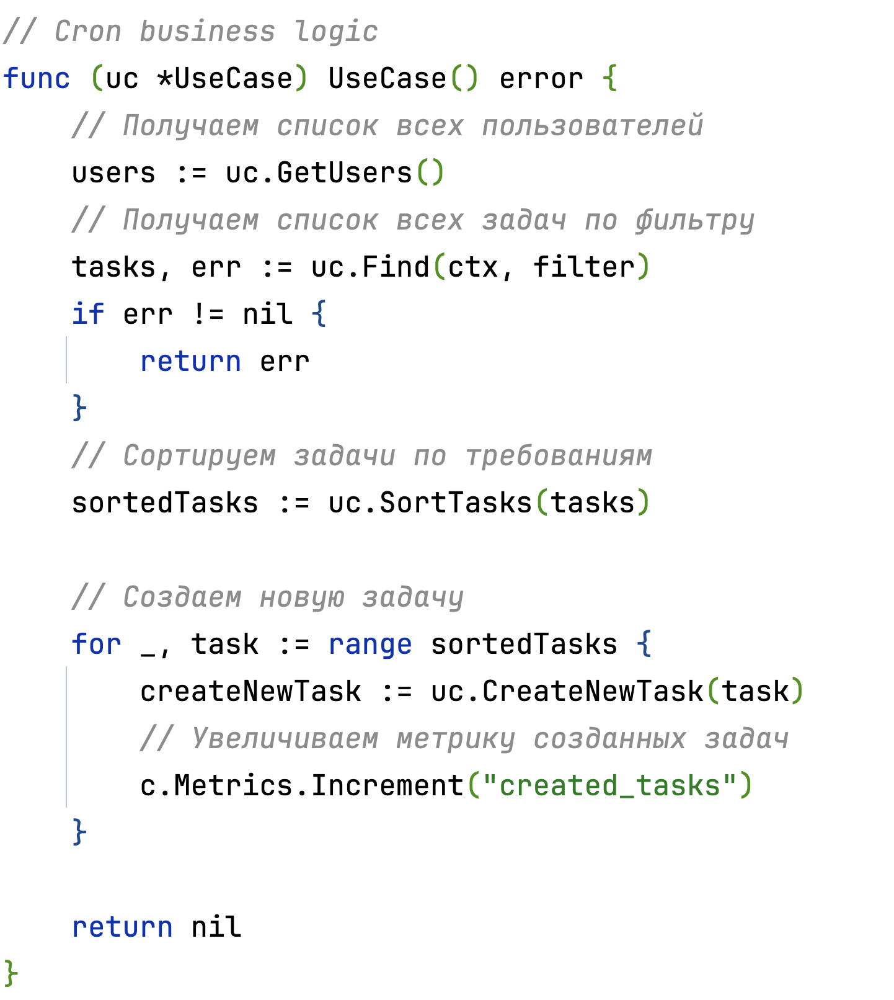 // Cron business logic
func (uc *UseCase) UseCase() error {
    // Получаем список всех пользователей
    users := uc.GetUsers()
    // Получаем список всех задач по фильтру
    tasks, err := uc.Find(ctx, filter)
    if err != nil {
        return err
    }
    // Сортируем задачи по требованиям
    sortedTasks := uc.SortTasks(tasks)

    // Создаем новую задачу
    for _, task := range sortedTasks {
        createNewTask := uc.CreateNewTask(task)
        // Увеличиваем метрику созданных задач
        c.Metrics.Increment("created_tasks")
    }

    return nil
}